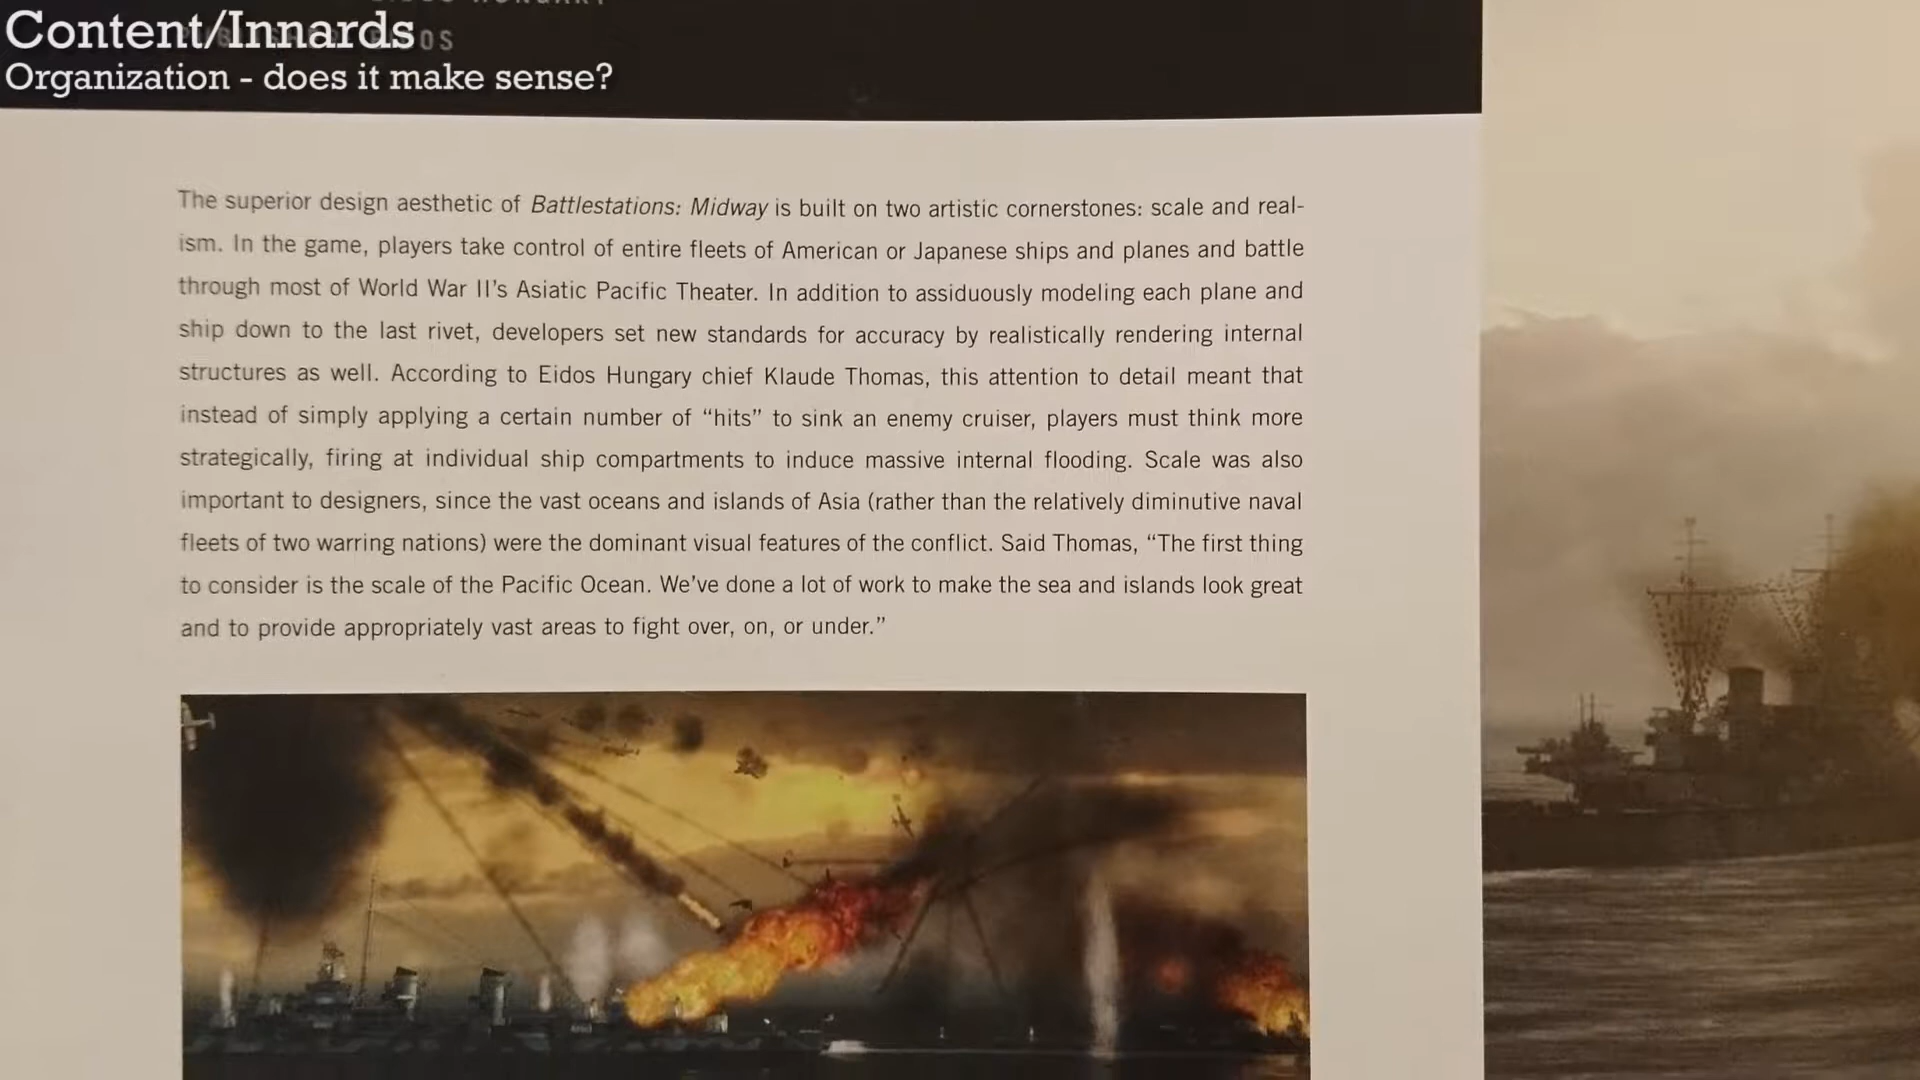 Content/Innards
Organization - does it make sense?
The superior design aesthetic of Battlestations: Midway is built on two artistic cornerstones: scale and real-
ism. In the game, players take control of entire fleets of American or Japanese ships and planes and battle
through most of World War II's Asiatic Pacific Theater. In addition to assiduously modeling each plane and
ship down to the last rivet, developers set new standards for accuracy by realistically rendering internal
structures as well. According to Eidos Hungary chief Klaude Thomas, this attention to detail meant that
instead of simply applying a certain number of “hits” to sink an enemy cruiser, players must think more
strategically, firing at individual ship compartments to induce massive internal flooding. Scale was also
important to designers, since the vast oceans and islands of Asia (rather than the relatively diminutive naval
fleets of two warring nations) were the dominant visual features of the conflict. Said Thomas, “The first thing
to consider is the scale of the Pacific Ocean. We've done a lot of work to make the sea and islands look great
and to provide appropriately vast areas to fight over, on, or under.”